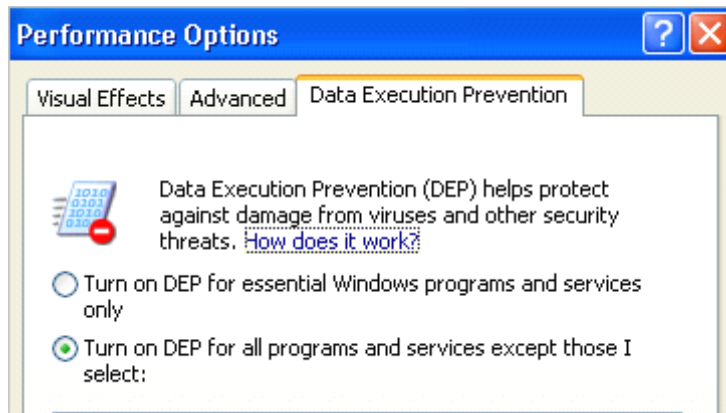 Performance Options
Visual Effects Advanced Data Execution Prevention
Data Execution Prevention (DEP) helps protect
against damage from viruses and other security
threats. How does it work?
Turn on DEP for essential Windows programs and services
only
Turn on DEP for all programs and services except those I
select: